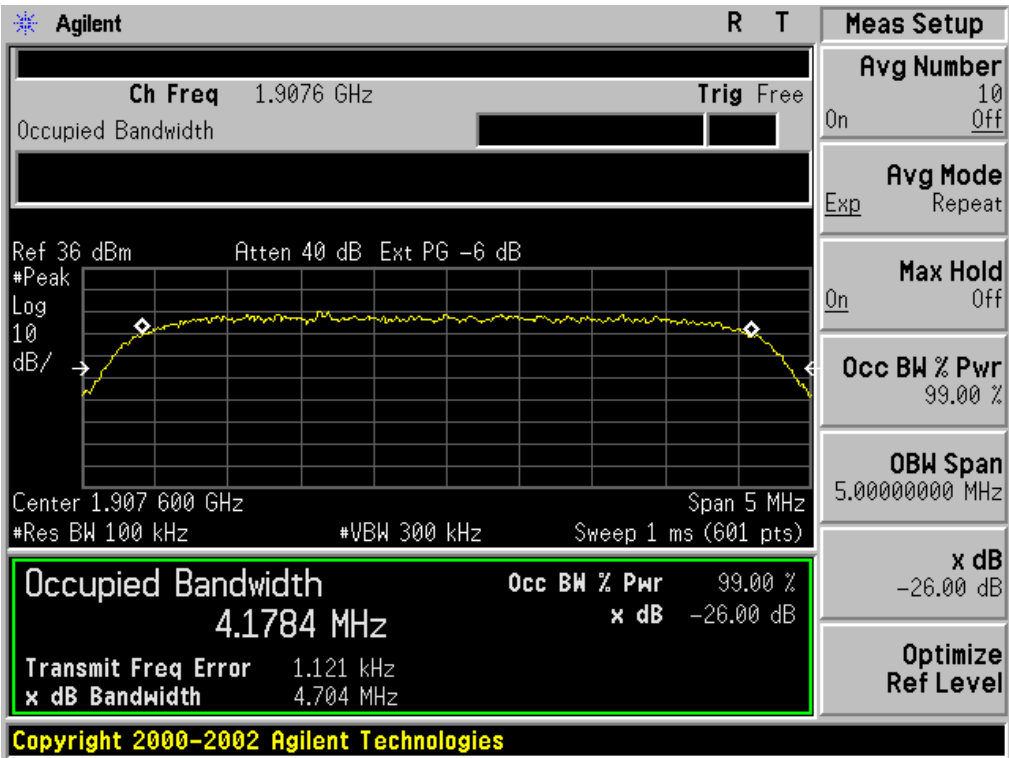 Agilent R T
Ch Freq 1.9076 GHz Trig Free
Occupied Bandwidth
Ref 36 dBm Atten 40 dB Ext PG -6 dB
#Peak
Log
10
dB/
Center 1.907 600 GHz Span 5 MHz
#Res BW 100 kHz #VBW 300 kHz Sweep 1 ms (601 pts)
Occupied Bandwidth Occ BW % Pwr 99.00 %
4.1784 MHz x dB -26.00 dB
Transmit Freq Error 1.121 kHz
x dB Bandwidth 4.704 MHz
Copyright 2000-2002 Agilent Technologies
Meas Setup
Avg Number
10
On Off
Avg Mode
Exp Repeat
Max Hold
On Off
Occ BW % Pwr
99.00 %
OBW Span
5.00000000 MHz
x dB
-26.00 dB
Optimize
Ref Level